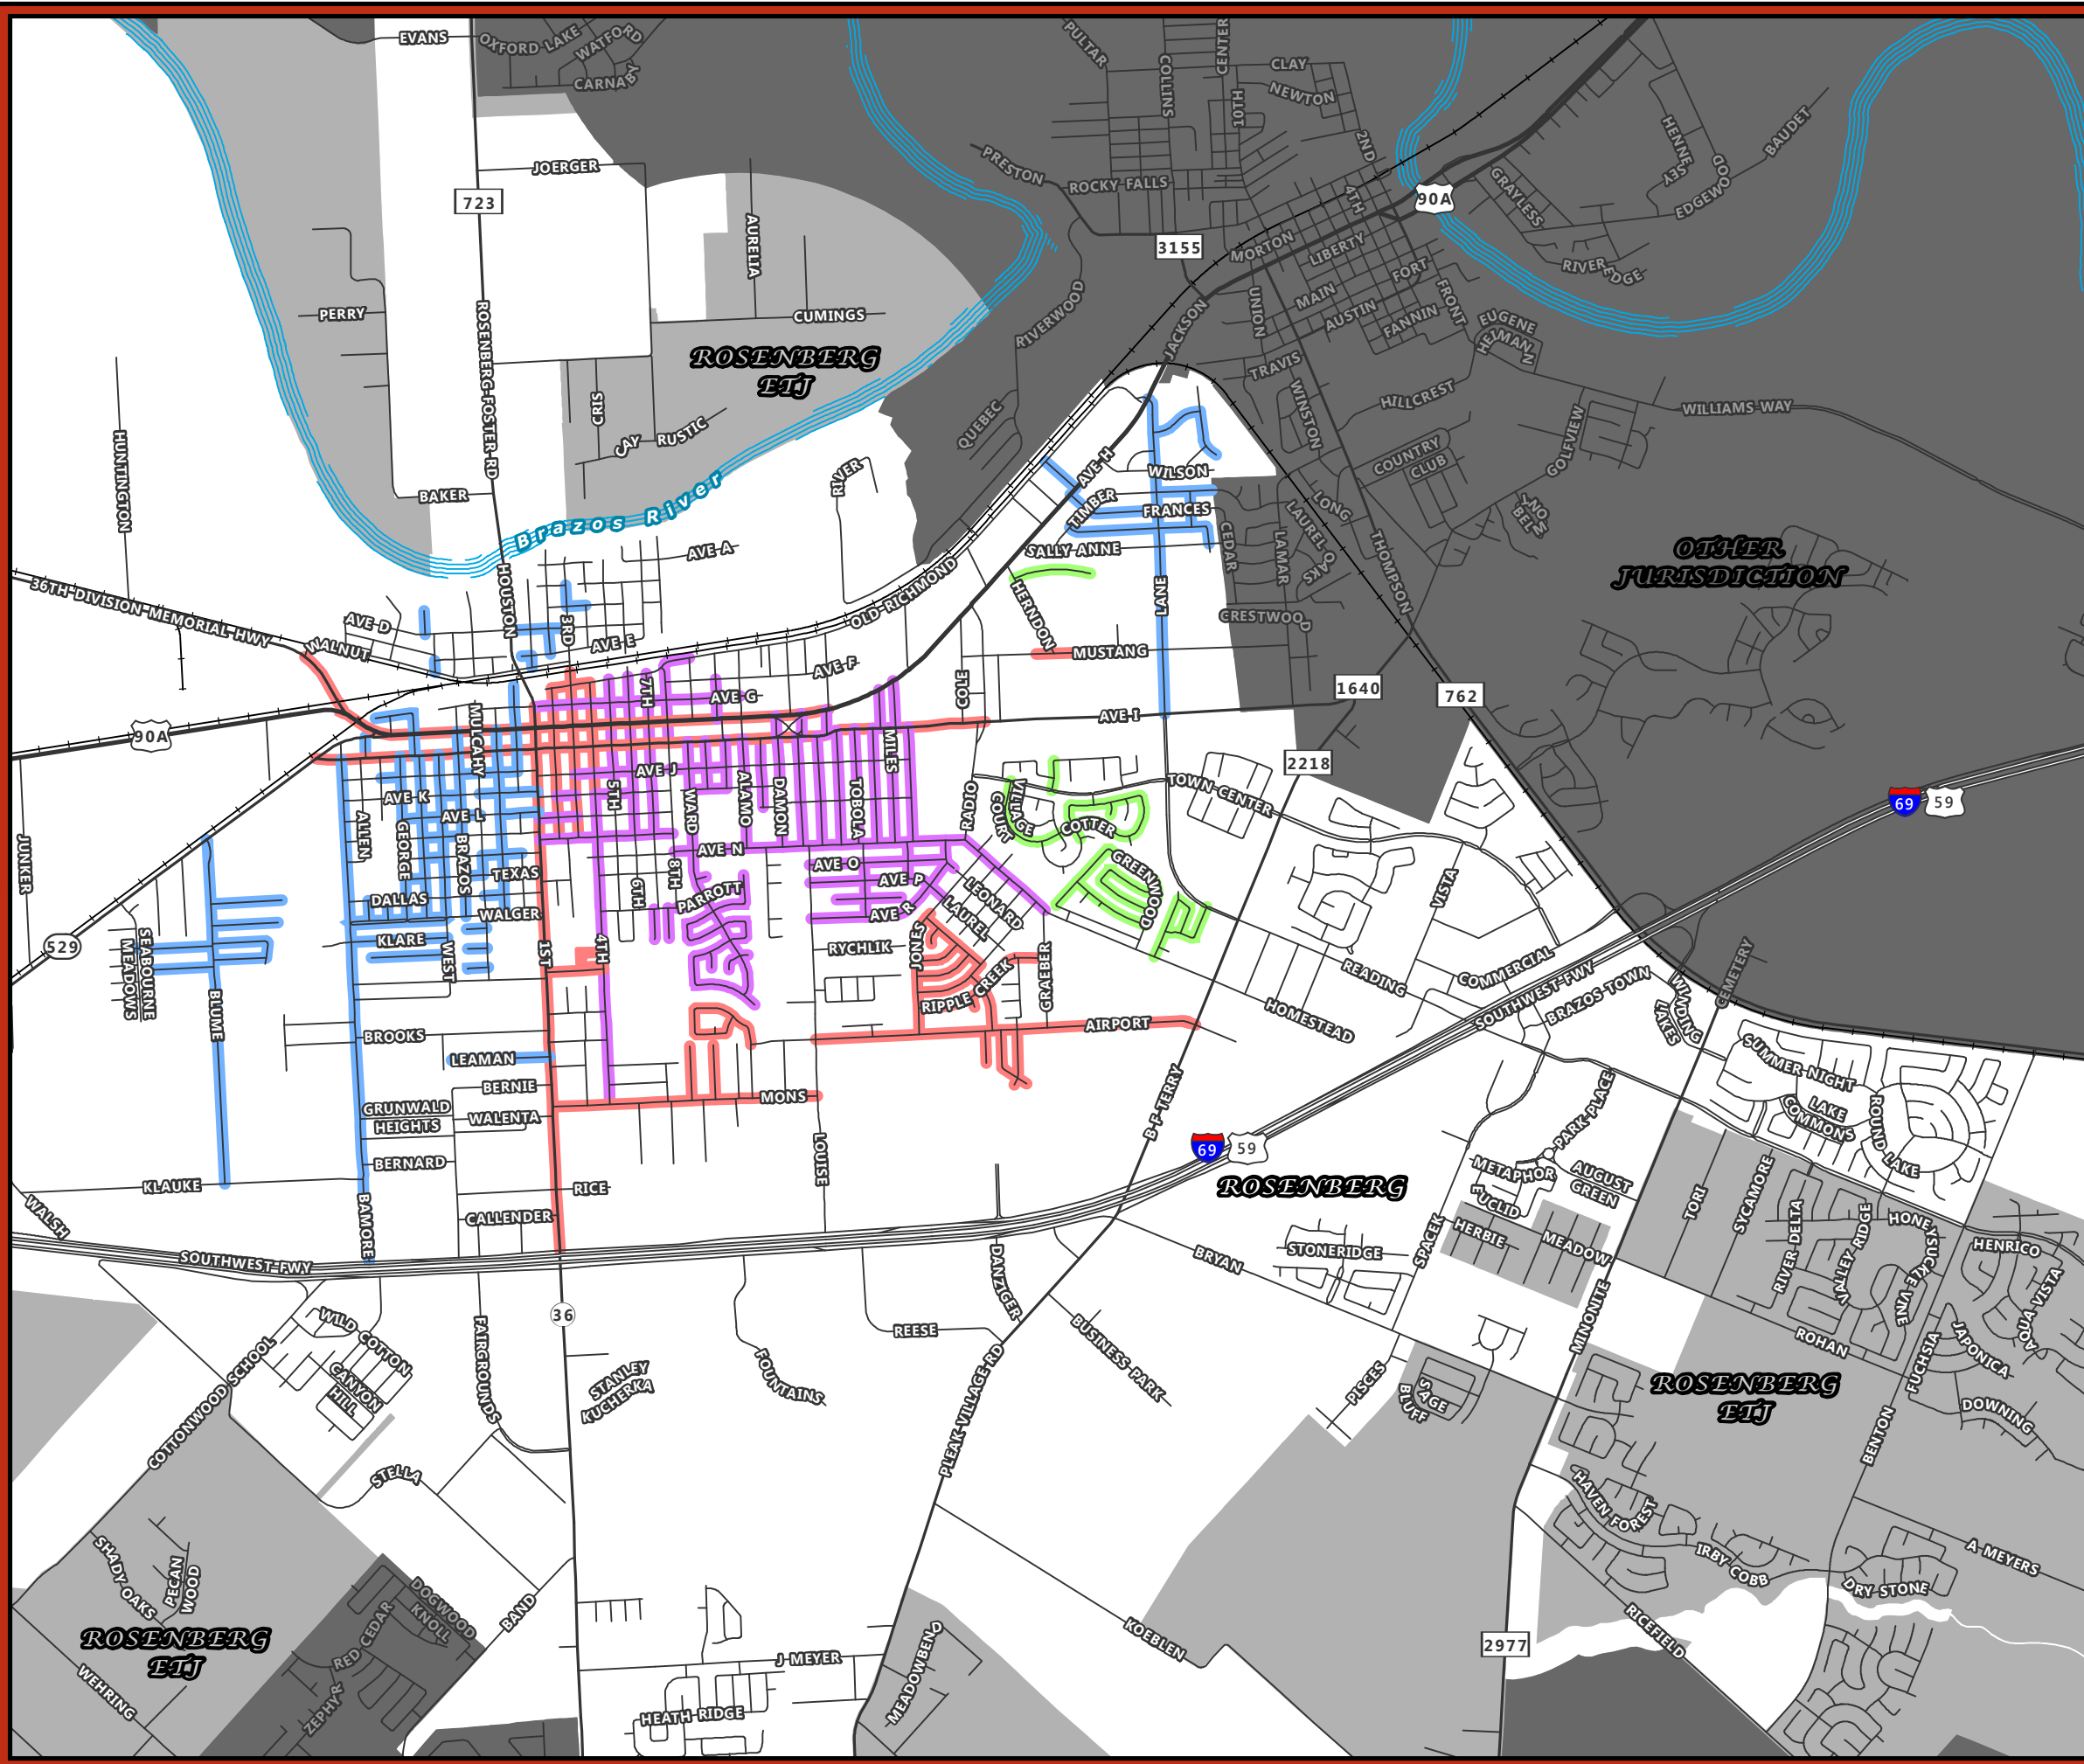 EVANS
OXFORD LAKE
WATFORD
CARNABY
PULTAR
COLLINS
CENTER
10TH
CLAY
NEWTON
2ND
HENNESEY
EDGEWOOD
BAUDET
JOERGER
723
PRESTON
ROCKY FALLS
4TH
90A
GRAYLESS
AURELIA
3155
MORTON
LIBERTY
FORT
RIVER EDGE
PERRY
ROSENBERG-FOSTER RD
CUMINGS
RIVERWOOD
JACKSON
UNION
MAIN
AUSTIN
FANNIN
FRONT
EUGENE
HEIMANN
ROSENBERG
ETJ
TRAVIS
WINSTON
HILLCREST
WILLIAMS WAY
HUNTINGTON
CRIS
CAY
RUSTIC
QUEBEC
COUNTRY
CLUB
GOLFVIEW
BAKER
RIVER
AVE H
WILSON
TIMBER
FRANCES
LONG
LAUREL OAKS
BELKNOT
Brazos River
AVE A
SALLY ANNE
CEDAR
LAMAR
THOMPSON
OTHER
JURISDICTION
36TH DIVISION MEMORIAL HWY
HOUSTON
OLD RICHMOND
HERNDON
LANE
CRESTWOOD
AVE D
WALNUT
3RD
AVE E
MUSTANG
AVE F
7TH
AVE G
COLE
1640
762
90A
MULCAHY
AVE I
MILES
2218
AVE J
5TH
WARD
ALAMO
DAMON
TOBOLA
RADIO
COURT
VILLAGE
TOWN CENTER
69
59
AVE K
AVE L
JUNKER
ALLEN
GEORGE
BRAZOS
COTTER
AVE N
TEXAS
8TH
AVE O
GREENWOOD
DALLAS
6TH
PARROTT
AVE P
LEONARD
VISTA
WALGER
AVE R
LAUREL
529
SEABOURNE
MEADOWS
KLARE
WEST
1ST
4TH
RYCHLIK
JONES
READING
COMMERCIAL
SOUTHWEST FWY
BRAZOS TOWN
CEMETERY
BLUME
RIPPLE CREEK
GRAEBER
HOMESTEAD
WINDING
LAKES
BROOKS
AIRPORT
LEAMAN
SUMMER NIGHT
BERNIE
MONS
B F TERRY
PARK PLACE
LAKE
COMMONS
ROUND LAKE
GRUNWALD
HEIGHTS
WALENTA
69
59
LOUISE
BERNARD
METAPHOR
AUGUST
GREEN
KLAUKE
RICE
ROSENBERG
EUCLID
TORI
SYCAMORE
WALSH
BAMORE
CALLENDER
SPACEK
HERBIE
MEADOW
RIVER DELTA
VALLEY RIDGE
HONEYSUCKLE VINE
HENRICO
SOUTHWEST FWY
BRYAN
STONERIDGE
DANZIGER
AQUA VISTA
36
WILD COTTON
FAIRGROUNDS
REESE
BUSINESS PARK
MINONITE
ROHAN
FUCHSIA
JAPONICA
COTTONWOOD SCHOOL
CANYON
HILL
STANLEY
KUCHERKA
FOUNTAINS
PLEAK VILLAGE RD
PISCES
SAGE
BLUFF
ROSENBERG
ETJ
DOWNING
BENTON
STELLA
HAVEN FOREST
SHADY OAKS
PECAN
WOOD
IRBY COBB
A MEYERS
DRY STONE
DOGWOOD
KNOLL
BAND
RED CEDAR
ROSENBERG
ETJ
KOEBLEN
RICEFIELD
2977
J MEYER
MEADOWBEND
WEHRING
ZEPHYR
HEATH RIDGE